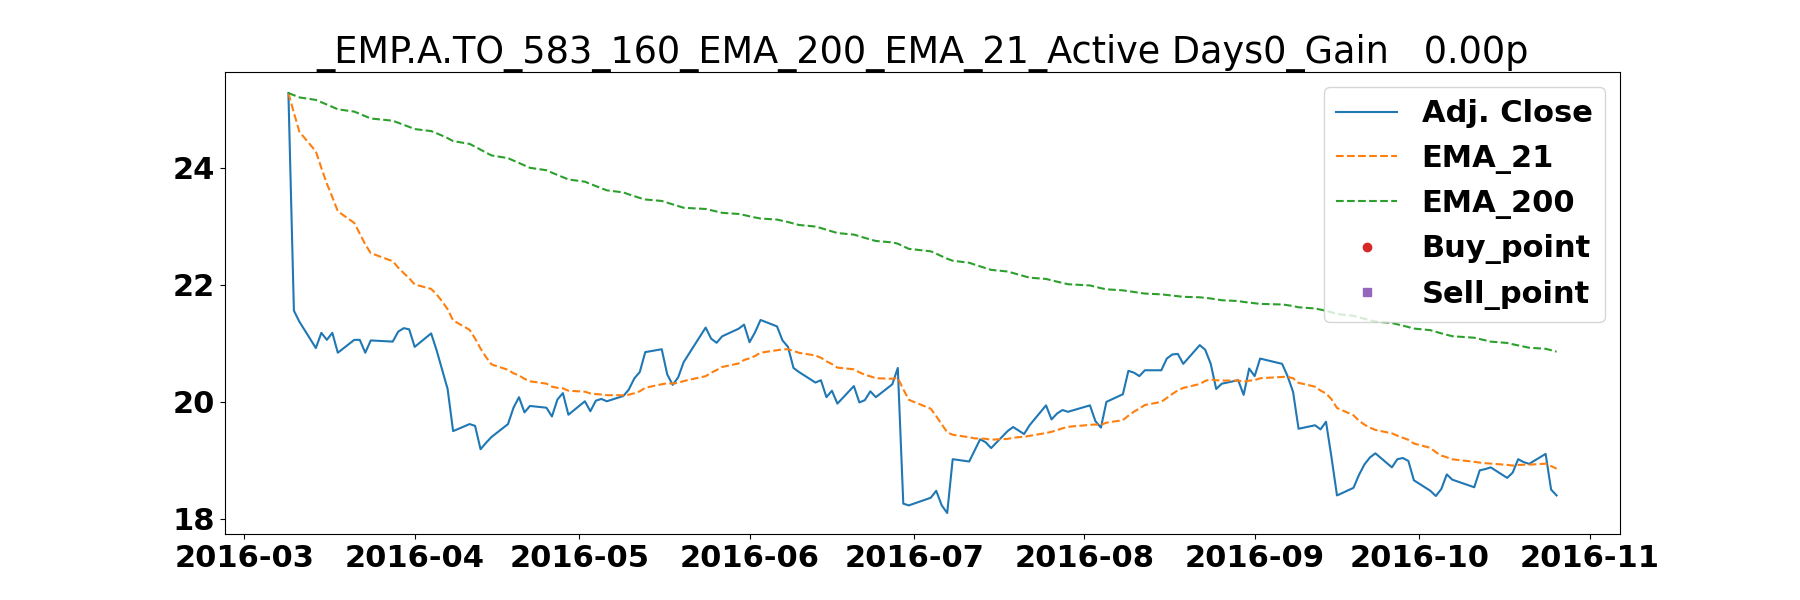 _EMP.A.TO_583_160_EMA_200_EMA_21_Active Days0_Gain   0.00p
Adj. Close
EMA_21
EMA_200
Buy_point
Sell_point
24
22
20
18
2016-03 2016-04 2016-05 2016-06 2016-07 2016-08 2016-09 2016-10 2016-11